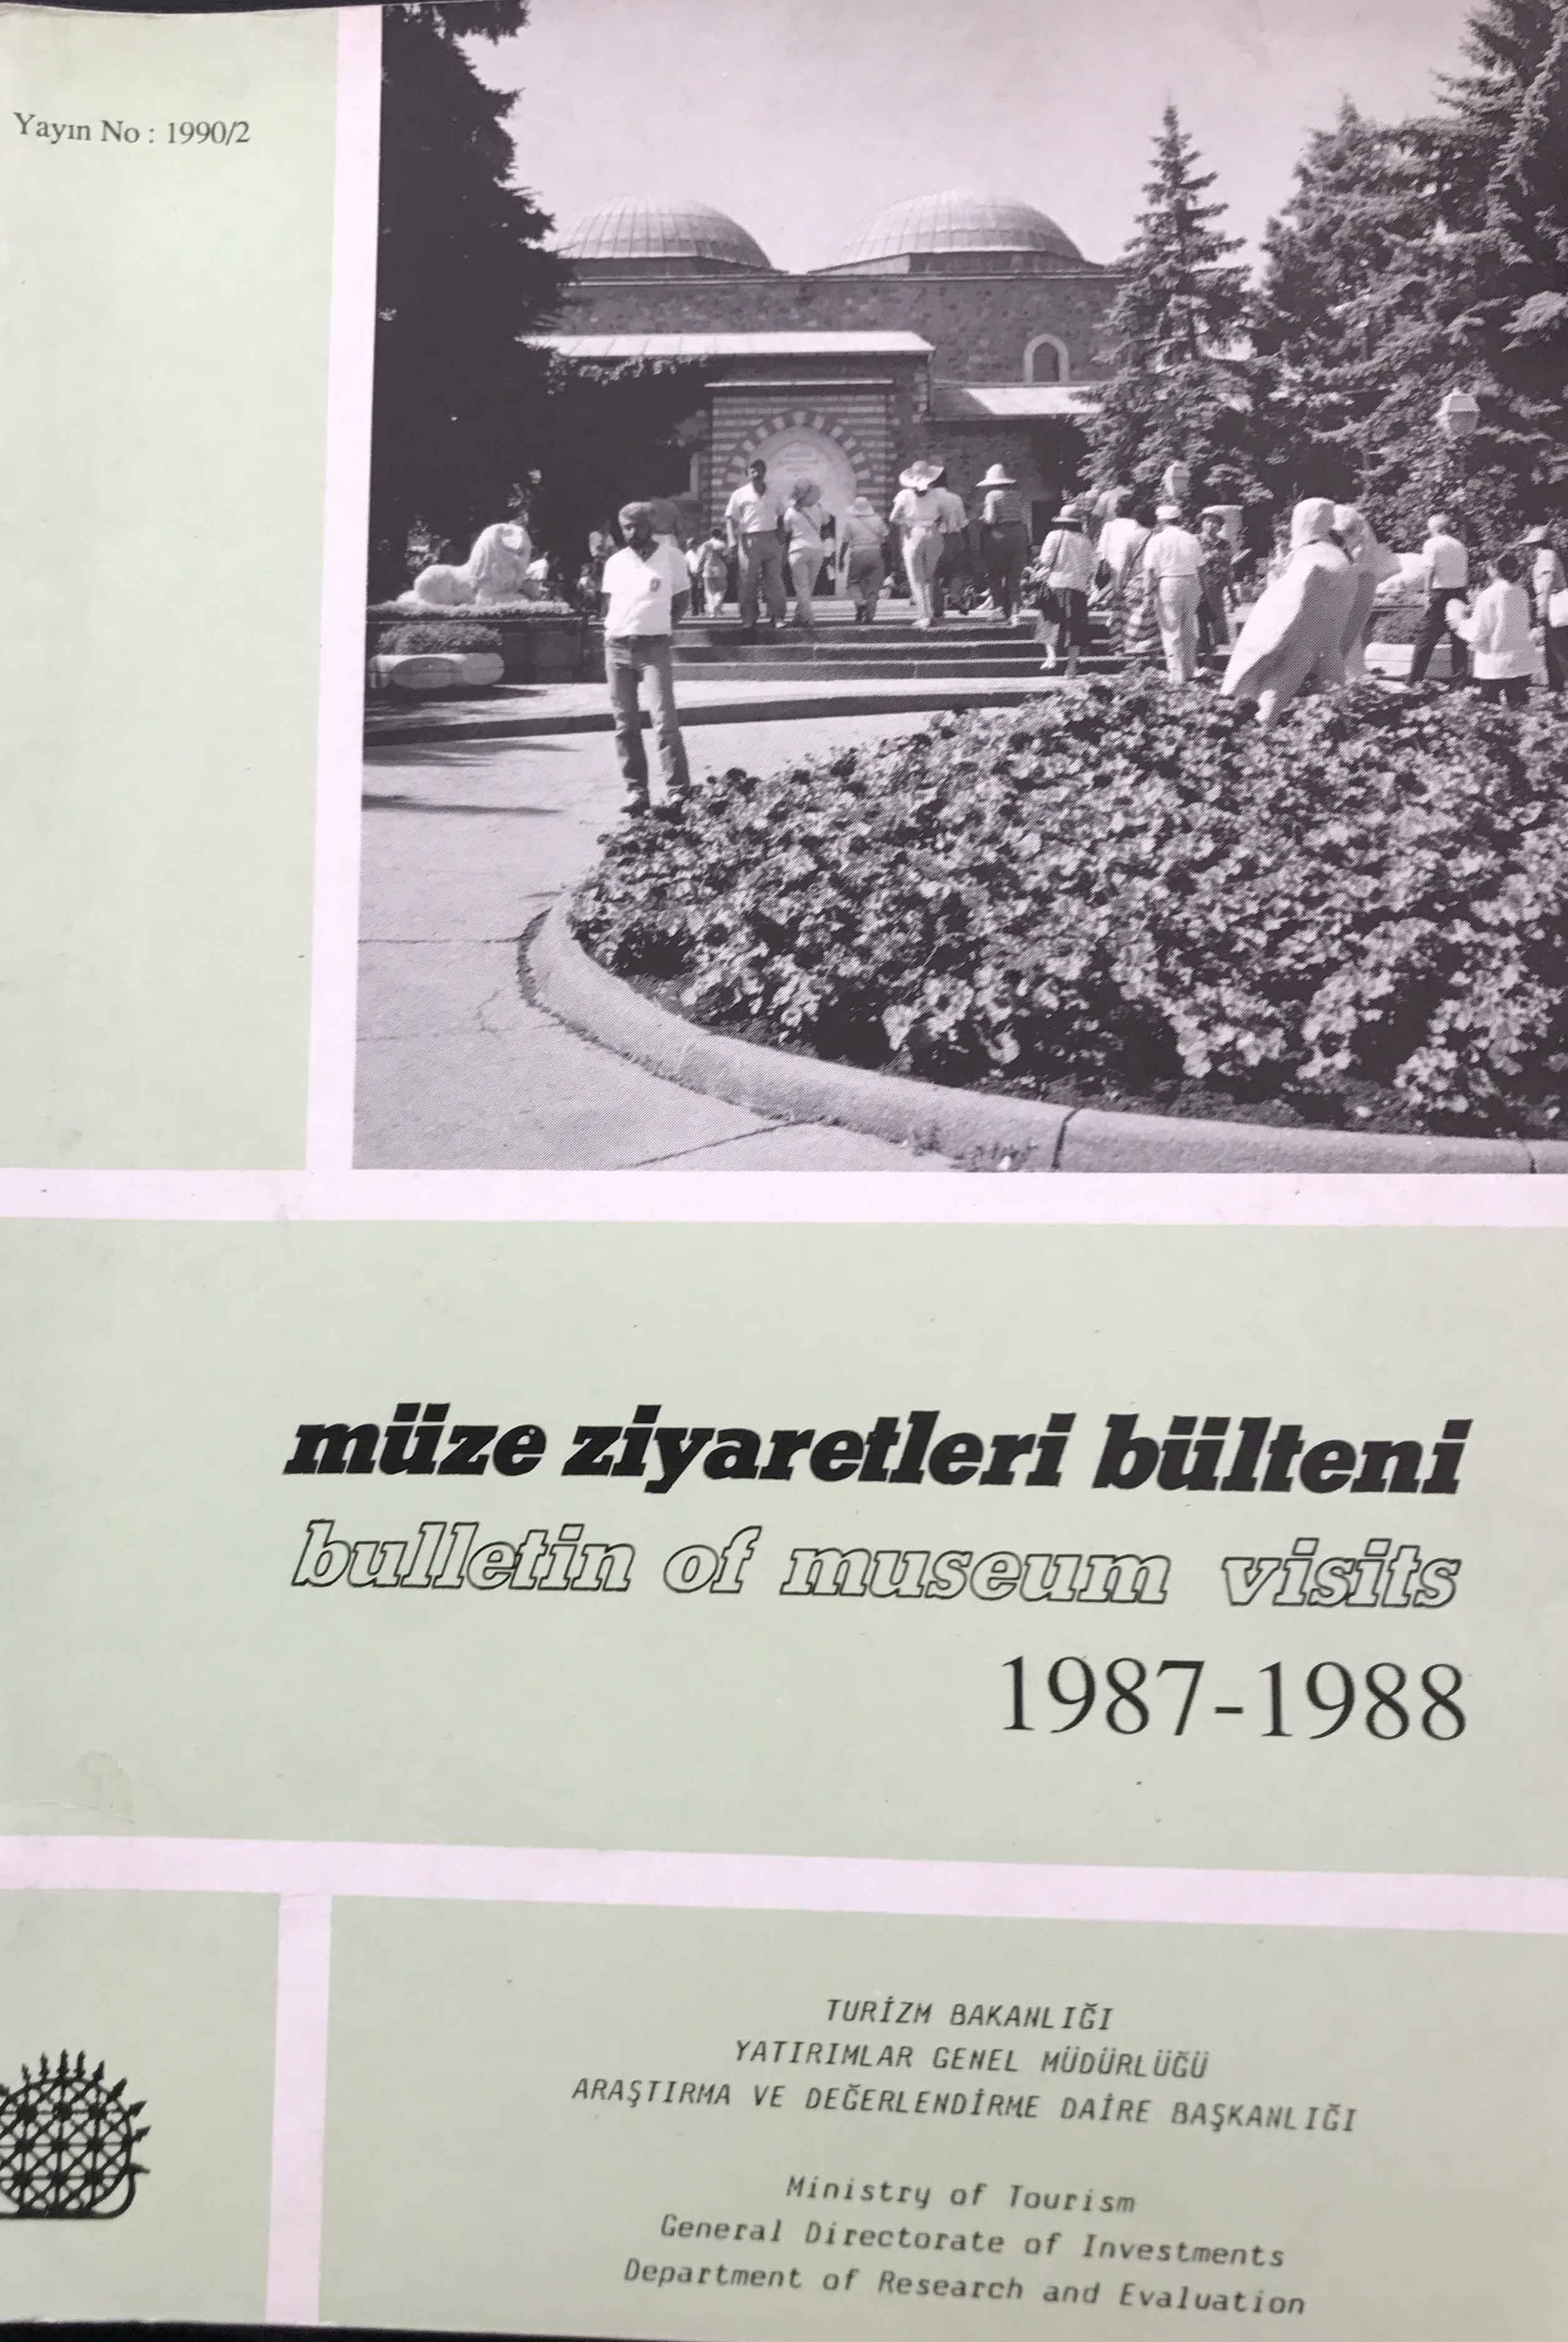 Yayın No : 1990/2
müze ziyaretleri bülteni
bulletin of museum visits
1987-1988
TURİZM BAKANLIĞI
YATIRIMLAR GENEL MÜDÜRLÜĞÜ
ARAŞTIRMA VE DEĞERLENDİRME DAİRE BAŞKANLIĞI
Ministry of Tourism
General Directorate of Investments
Department of Research and Evaluation